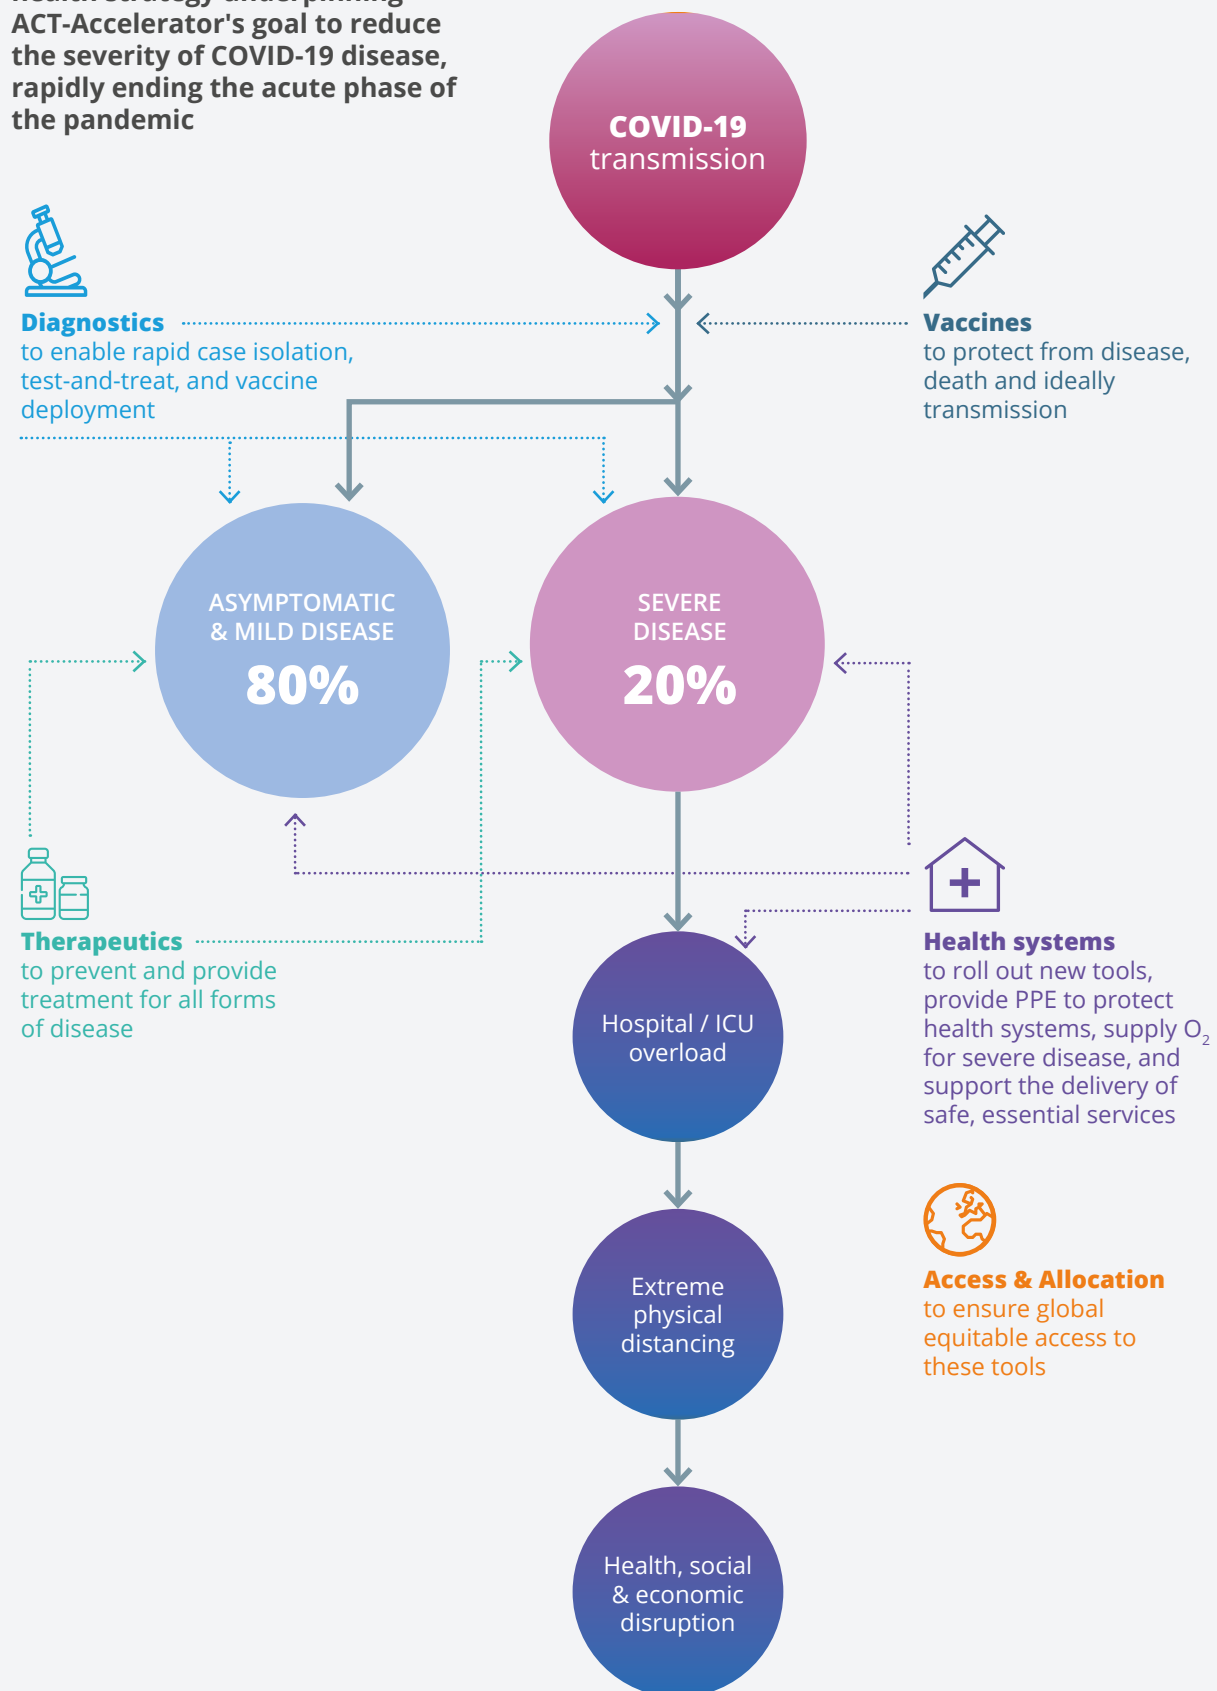 health strategy underpinning
ACT-Accelerator's goal to reduce
the severity of COVID-19 disease,
rapidly ending the acute phase of
the pandemic
COVID-19
transmission
Diagnostics
to enable rapid case isolation,
test-and-treat, and vaccine
deployment
Vaccines
to protect from disease,
death and ideally
transmission
ASYMPTOMATIC
& MILD DISEASE
80%
SEVERE
DISEASE
20%
Therapeutics
to prevent and provide
treatment for all forms
of disease
Hospital / ICU
overload
Health systems
to roll out new tools,
provide PPE to protect
health systems, supply O₂
for severe disease, and
support the delivery of
safe, essential services
Extreme
physical
distancing
Access & Allocation
to ensure global
equitable access to
these tools
Health, social
& economic
disruption